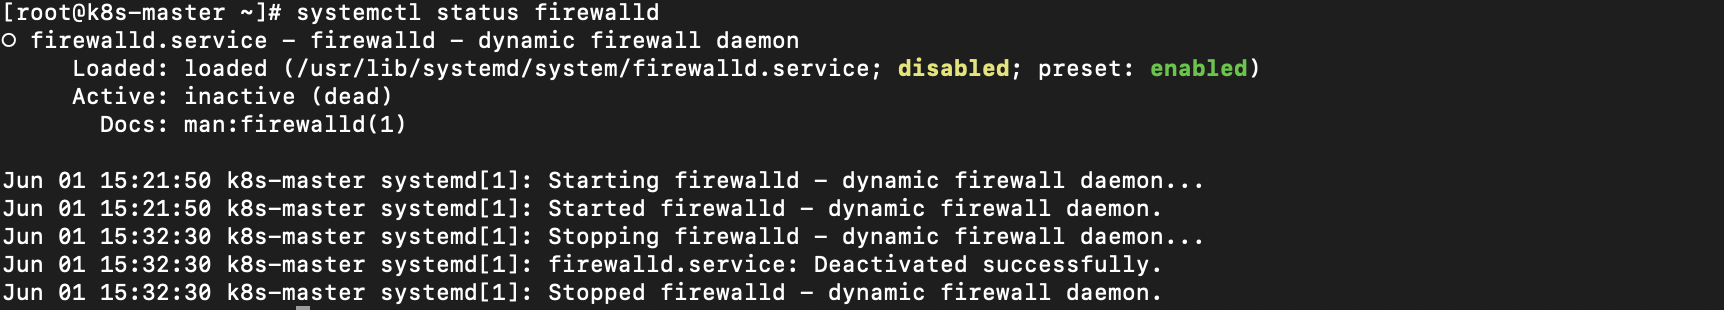 [root@k8s-master ~]# systemctl status firewalld
○ firewalld.service - firewalld - dynamic firewall daemon
Loaded: loaded (/usr/lib/systemd/system/firewalld.service; disabled; preset: enabled)
Active: inactive (dead)
Docs: man:firewalld(1)
Jun 01 15:21:50 k8s-master systemd[1]: Starting firewalld - dynamic firewall daemon...
Jun 01 15:21:50 k8s-master systemd[1]: Started firewalld - dynamic firewall daemon.
Jun 01 15:32:30 k8s-master systemd[1]: Stopping firewalld - dynamic firewall daemon...
Jun 01 15:32:30 k8s-master systemd[1]: firewalld.service: Deactivated successfully.
Jun 01 15:32:30 k8s-master systemd[1]: Stopped firewalld - dynamic firewall daemon.